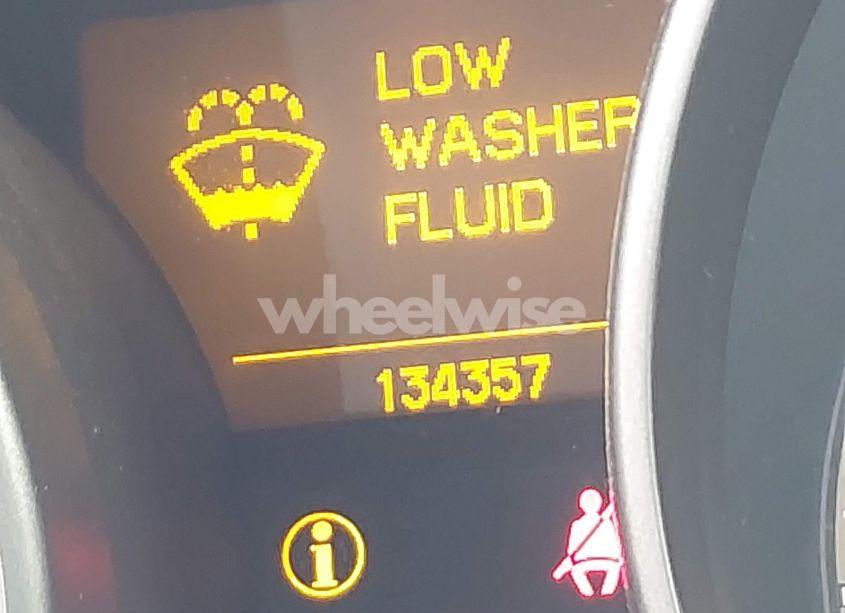 LOW
WASHER
FLUID
wheelwise
134357
i